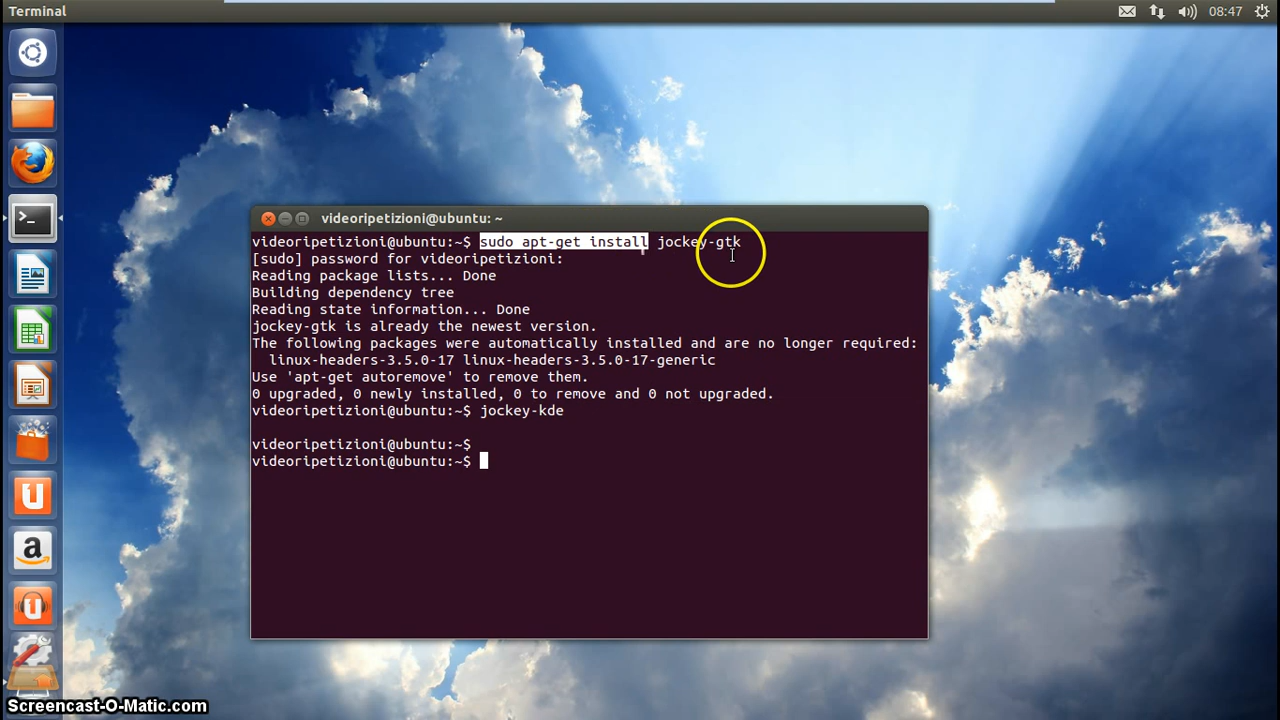 Terminal
08:47
videoripetizioni@ubuntu: ~
videoripetizioni@ubuntu:~$ sudo apt-get install jockey-gtk
[sudo] password for videoripetizioni:
Reading package lists... Done
Building dependency tree
Reading state information... Done
jockey-gtk is already the newest version.
The following packages were automatically installed and are no longer required:
  linux-headers-3.5.0-17 linux-headers-3.5.0-17-generic
Use 'apt-get autoremove' to remove them.
0 upgraded, 0 newly installed, 0 to remove and 0 not upgraded.
videoripetizioni@ubuntu:~$ jockey-kde
videoripetizioni@ubuntu:~$
videoripetizioni@ubuntu:~$
Screencast-O-Matic.com